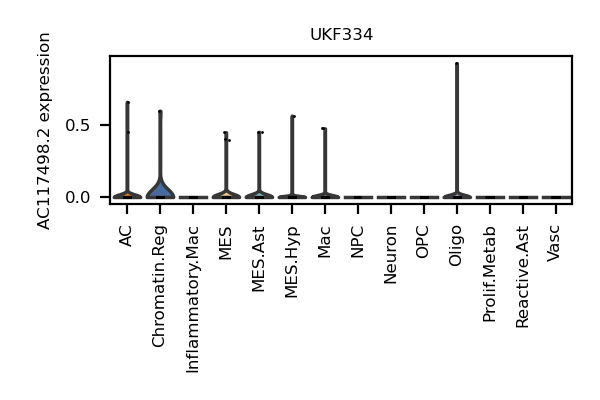 UKF334
AC117498.2 expression
0.5
0.0
AC
Chromatin.Reg
Inflammatory.Mac
MES
MES.Ast
MES.Hyp
Mac
NPC
Neuron
OPC
Oligo
Prolif.Metab
Reactive.Ast
Vasc